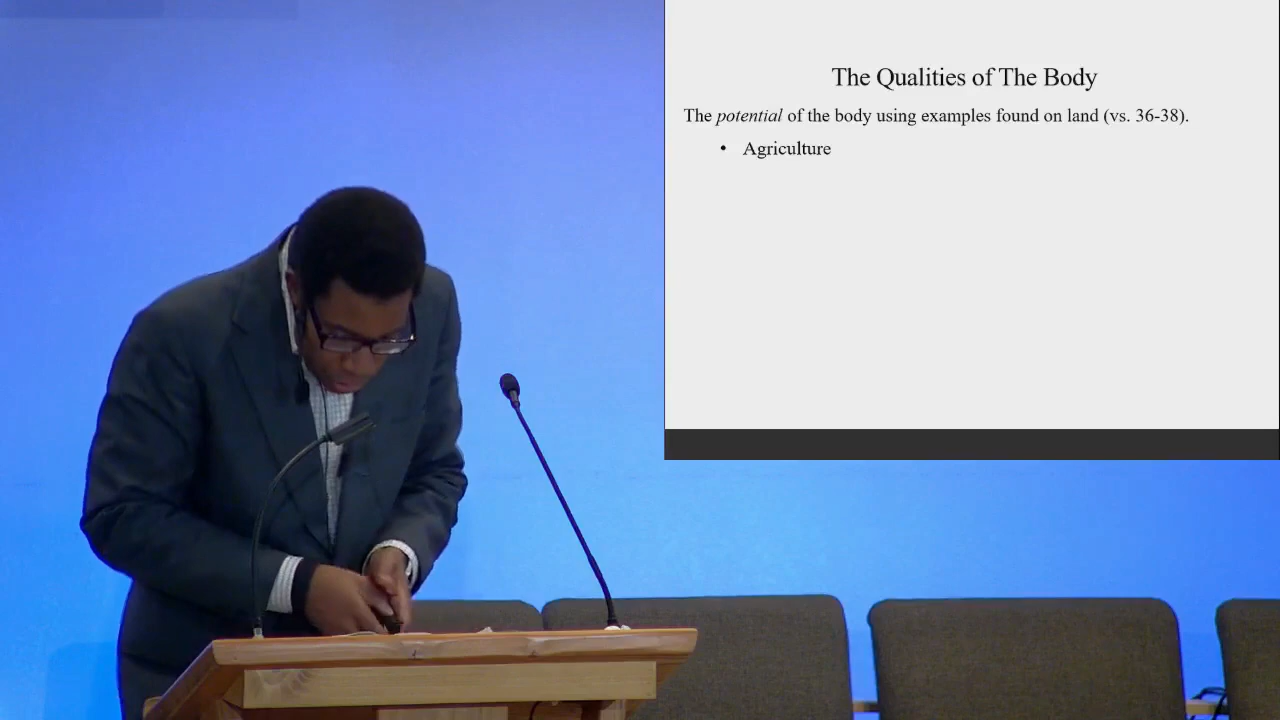 The Qualities of The Body
The potential of the body using examples found on land (vs. 36-38).
• Agriculture